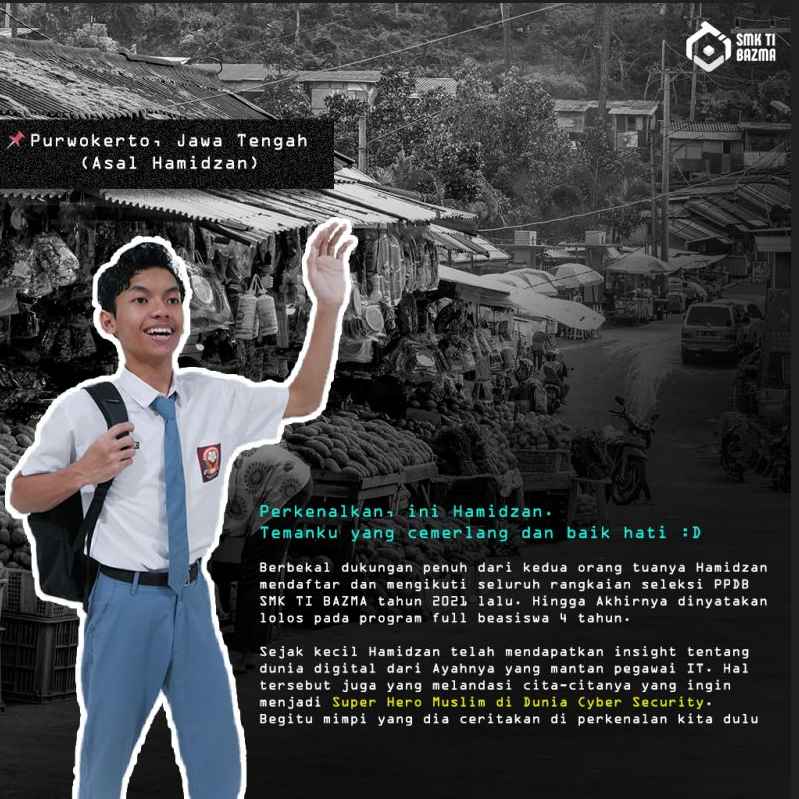 SMK TI
BAZMA
Purwokerto, Jawa Tengah
(Asal Hamidzan)
Perkenalkan, ini Hamidzan.
Temanku yang cemerlang dan baik hati :D
Berbekal dukungan penuh dari kedua orang tuanya Hamidzan
mendaftar dan mengikuti seluruh rangkaian seleksi PPDB
SMK TI BAZMA tahun 2021 lalu. Hingga Akhirnya dinyatakan
lolos pada program full beasiswa 4 tahun.
Sejak kecil Hamidzan telah mendapatkan insight tentang
dunia digital dari Ayahnya yang mantan pegawai IT. Hal
tersebut juga yang melandasi cita-citanya yang ingin
menjadi Super Hero Muslim di Dunia Cyber Security.
Begitu mimpi yang dia ceritakan di perkenalan kita dulu